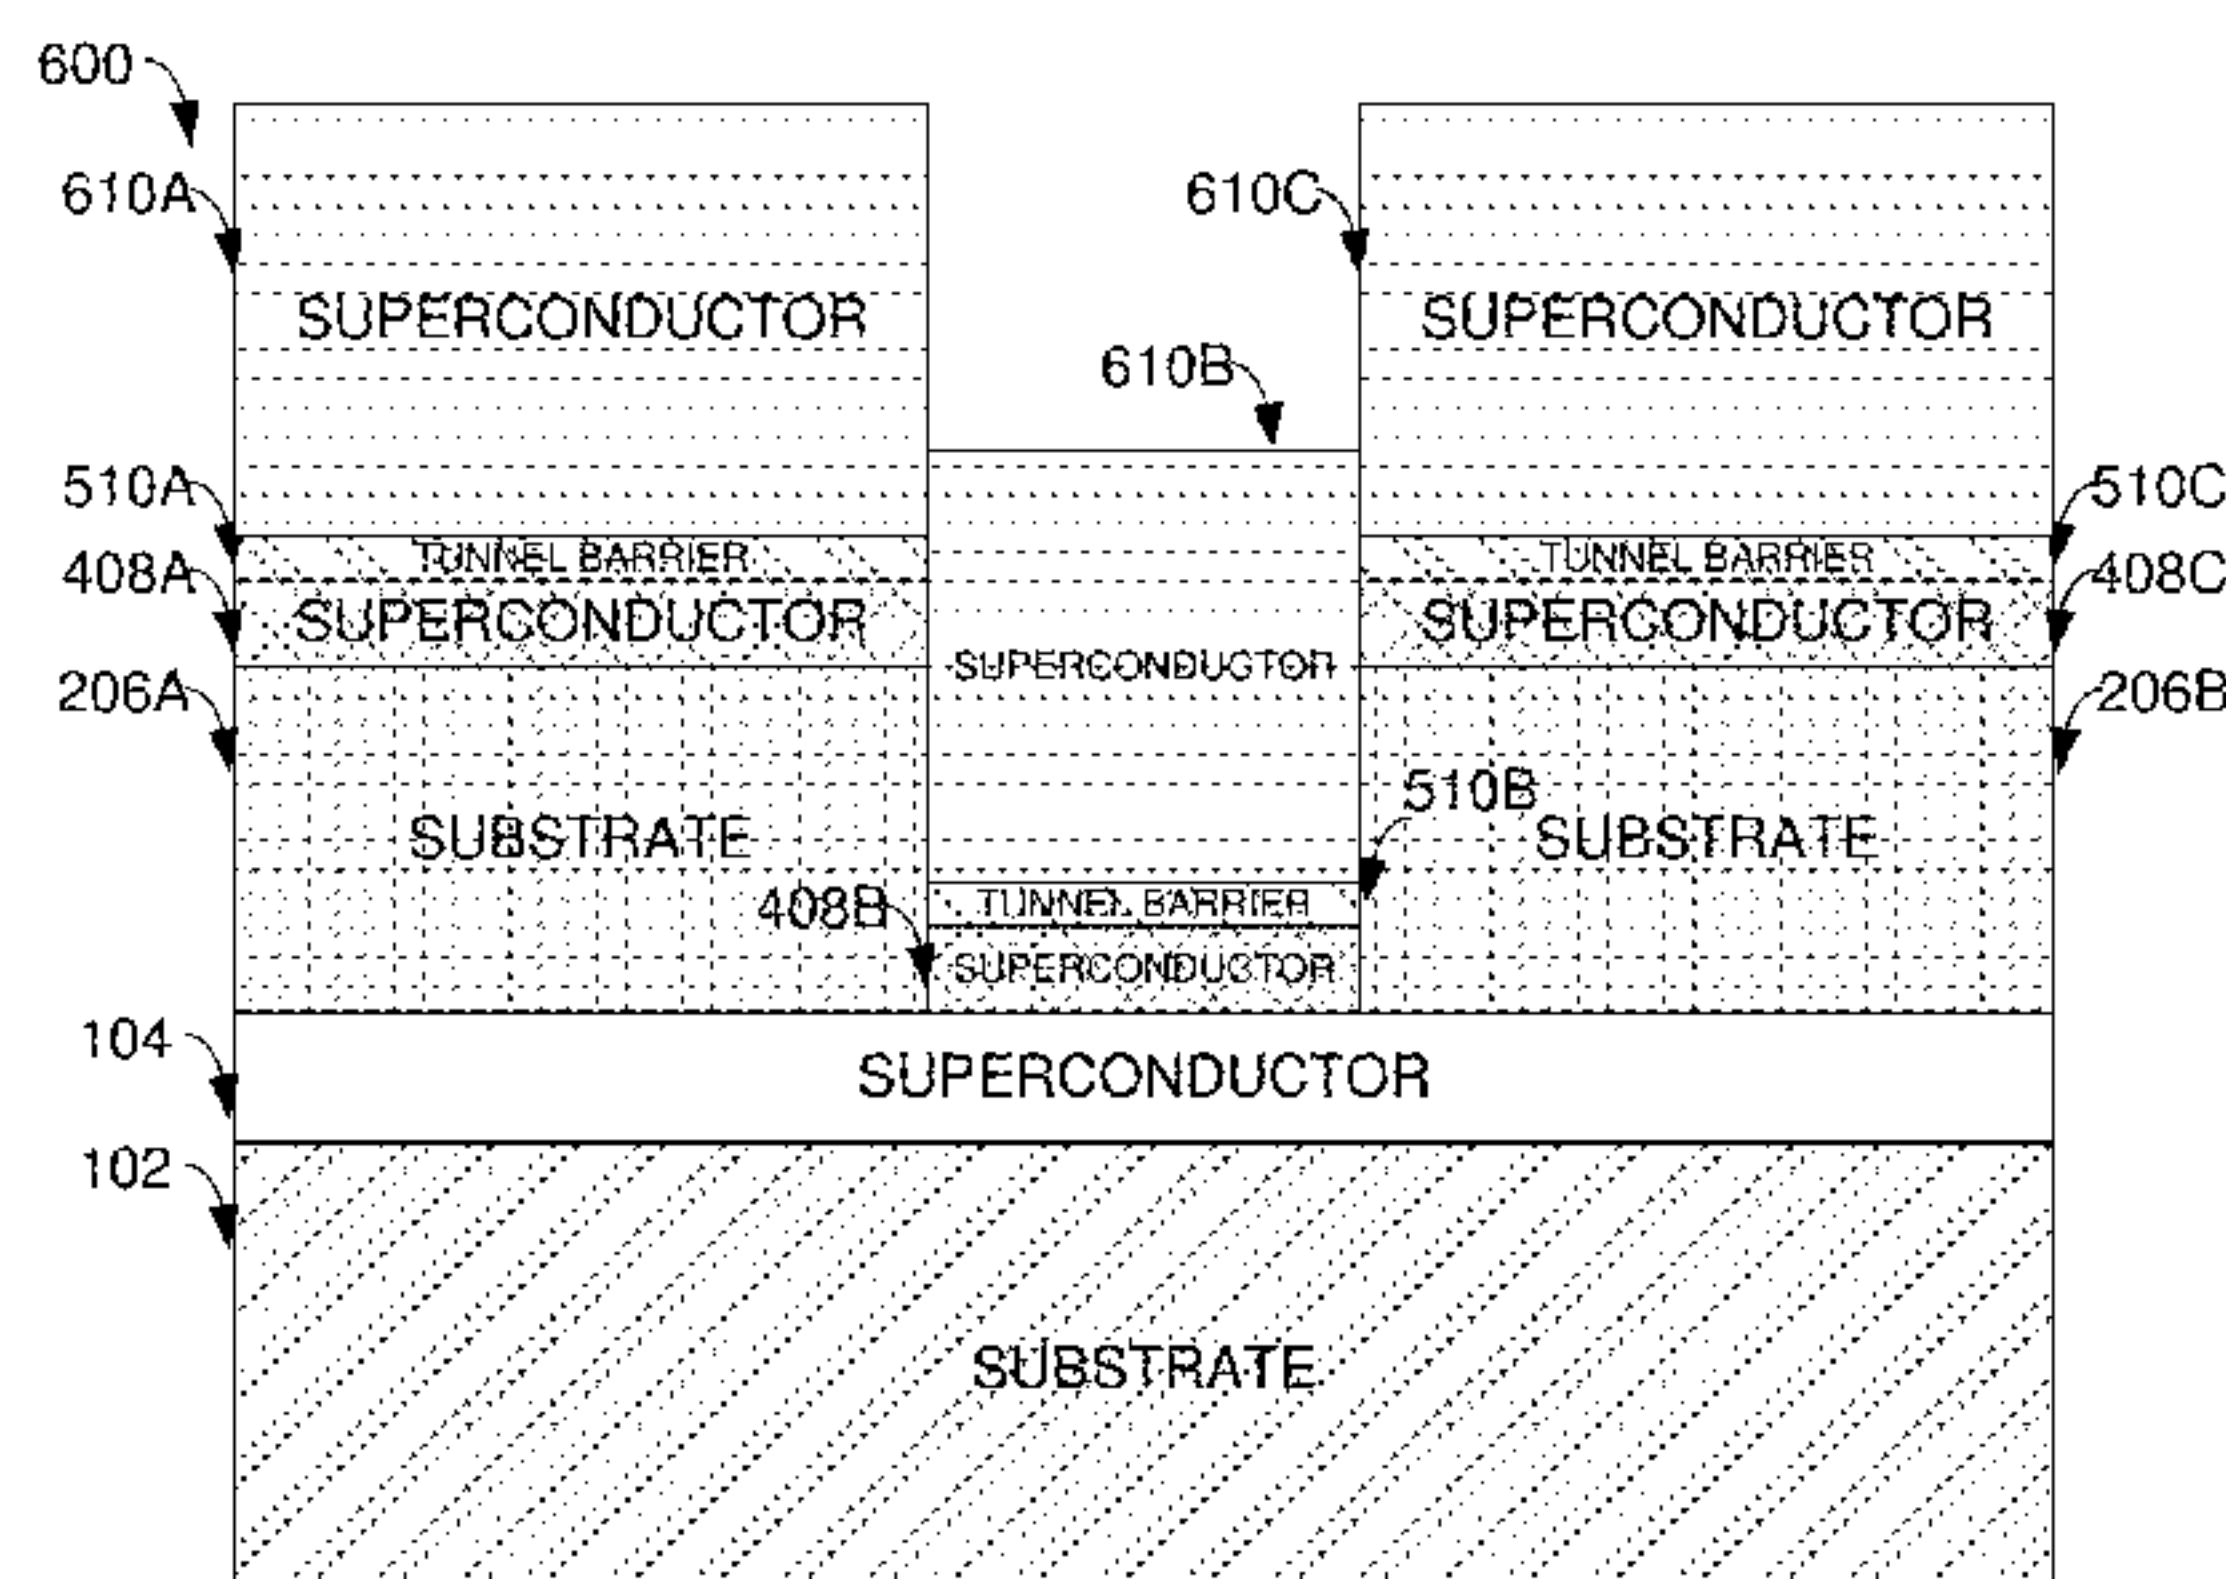 600
610A
610C
SUPERCONDUCTOR
SUPERCONDUCTOR
610B
510A
510C
TUNNEL BARRIER
TUNNEL BARRIER
408A
408C
SUPERCONDUCTOR
SUPERCONDUCTOR
SUPERCONDUCTOR
206A
206B
510B
SUBSTRATE
SUBSTRATE
408B
TUNNEL BARRIER
SUPERCONDUCTOR
104
SUPERCONDUCTOR
102
SUBSTRATE